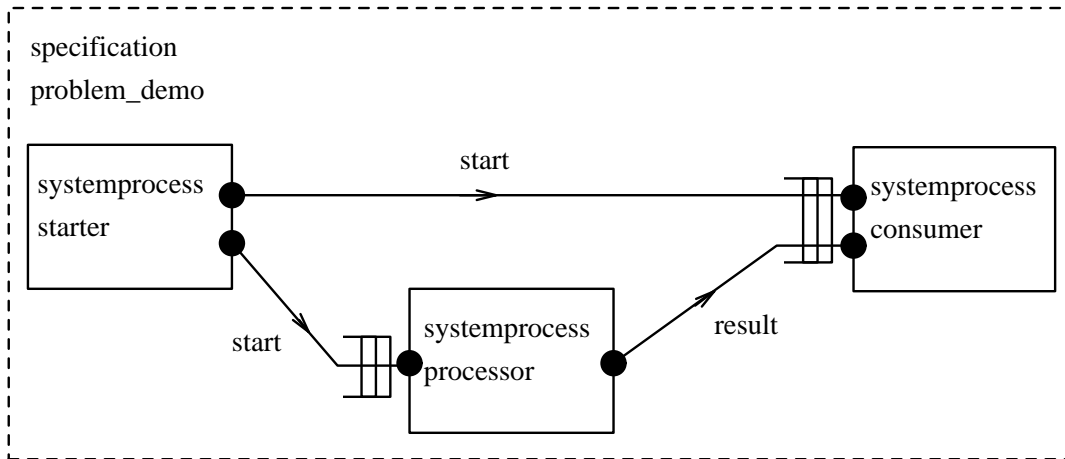 specification
problem_demo
systemprocess
starter
start
systemprocess
consumer
start
systemprocess
processor
result